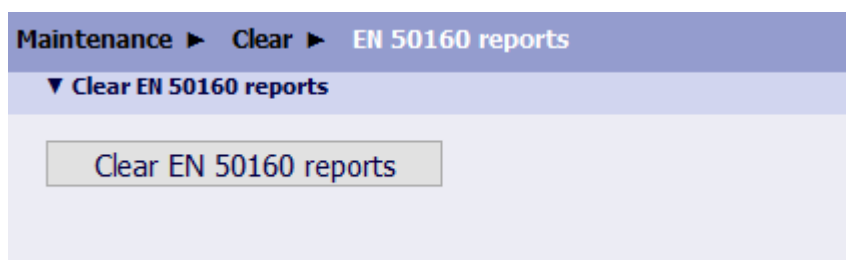 Maintenance ► Clear ► EN 50160 reports
▼ Clear EN 50160 reports
Clear EN 50160 reports